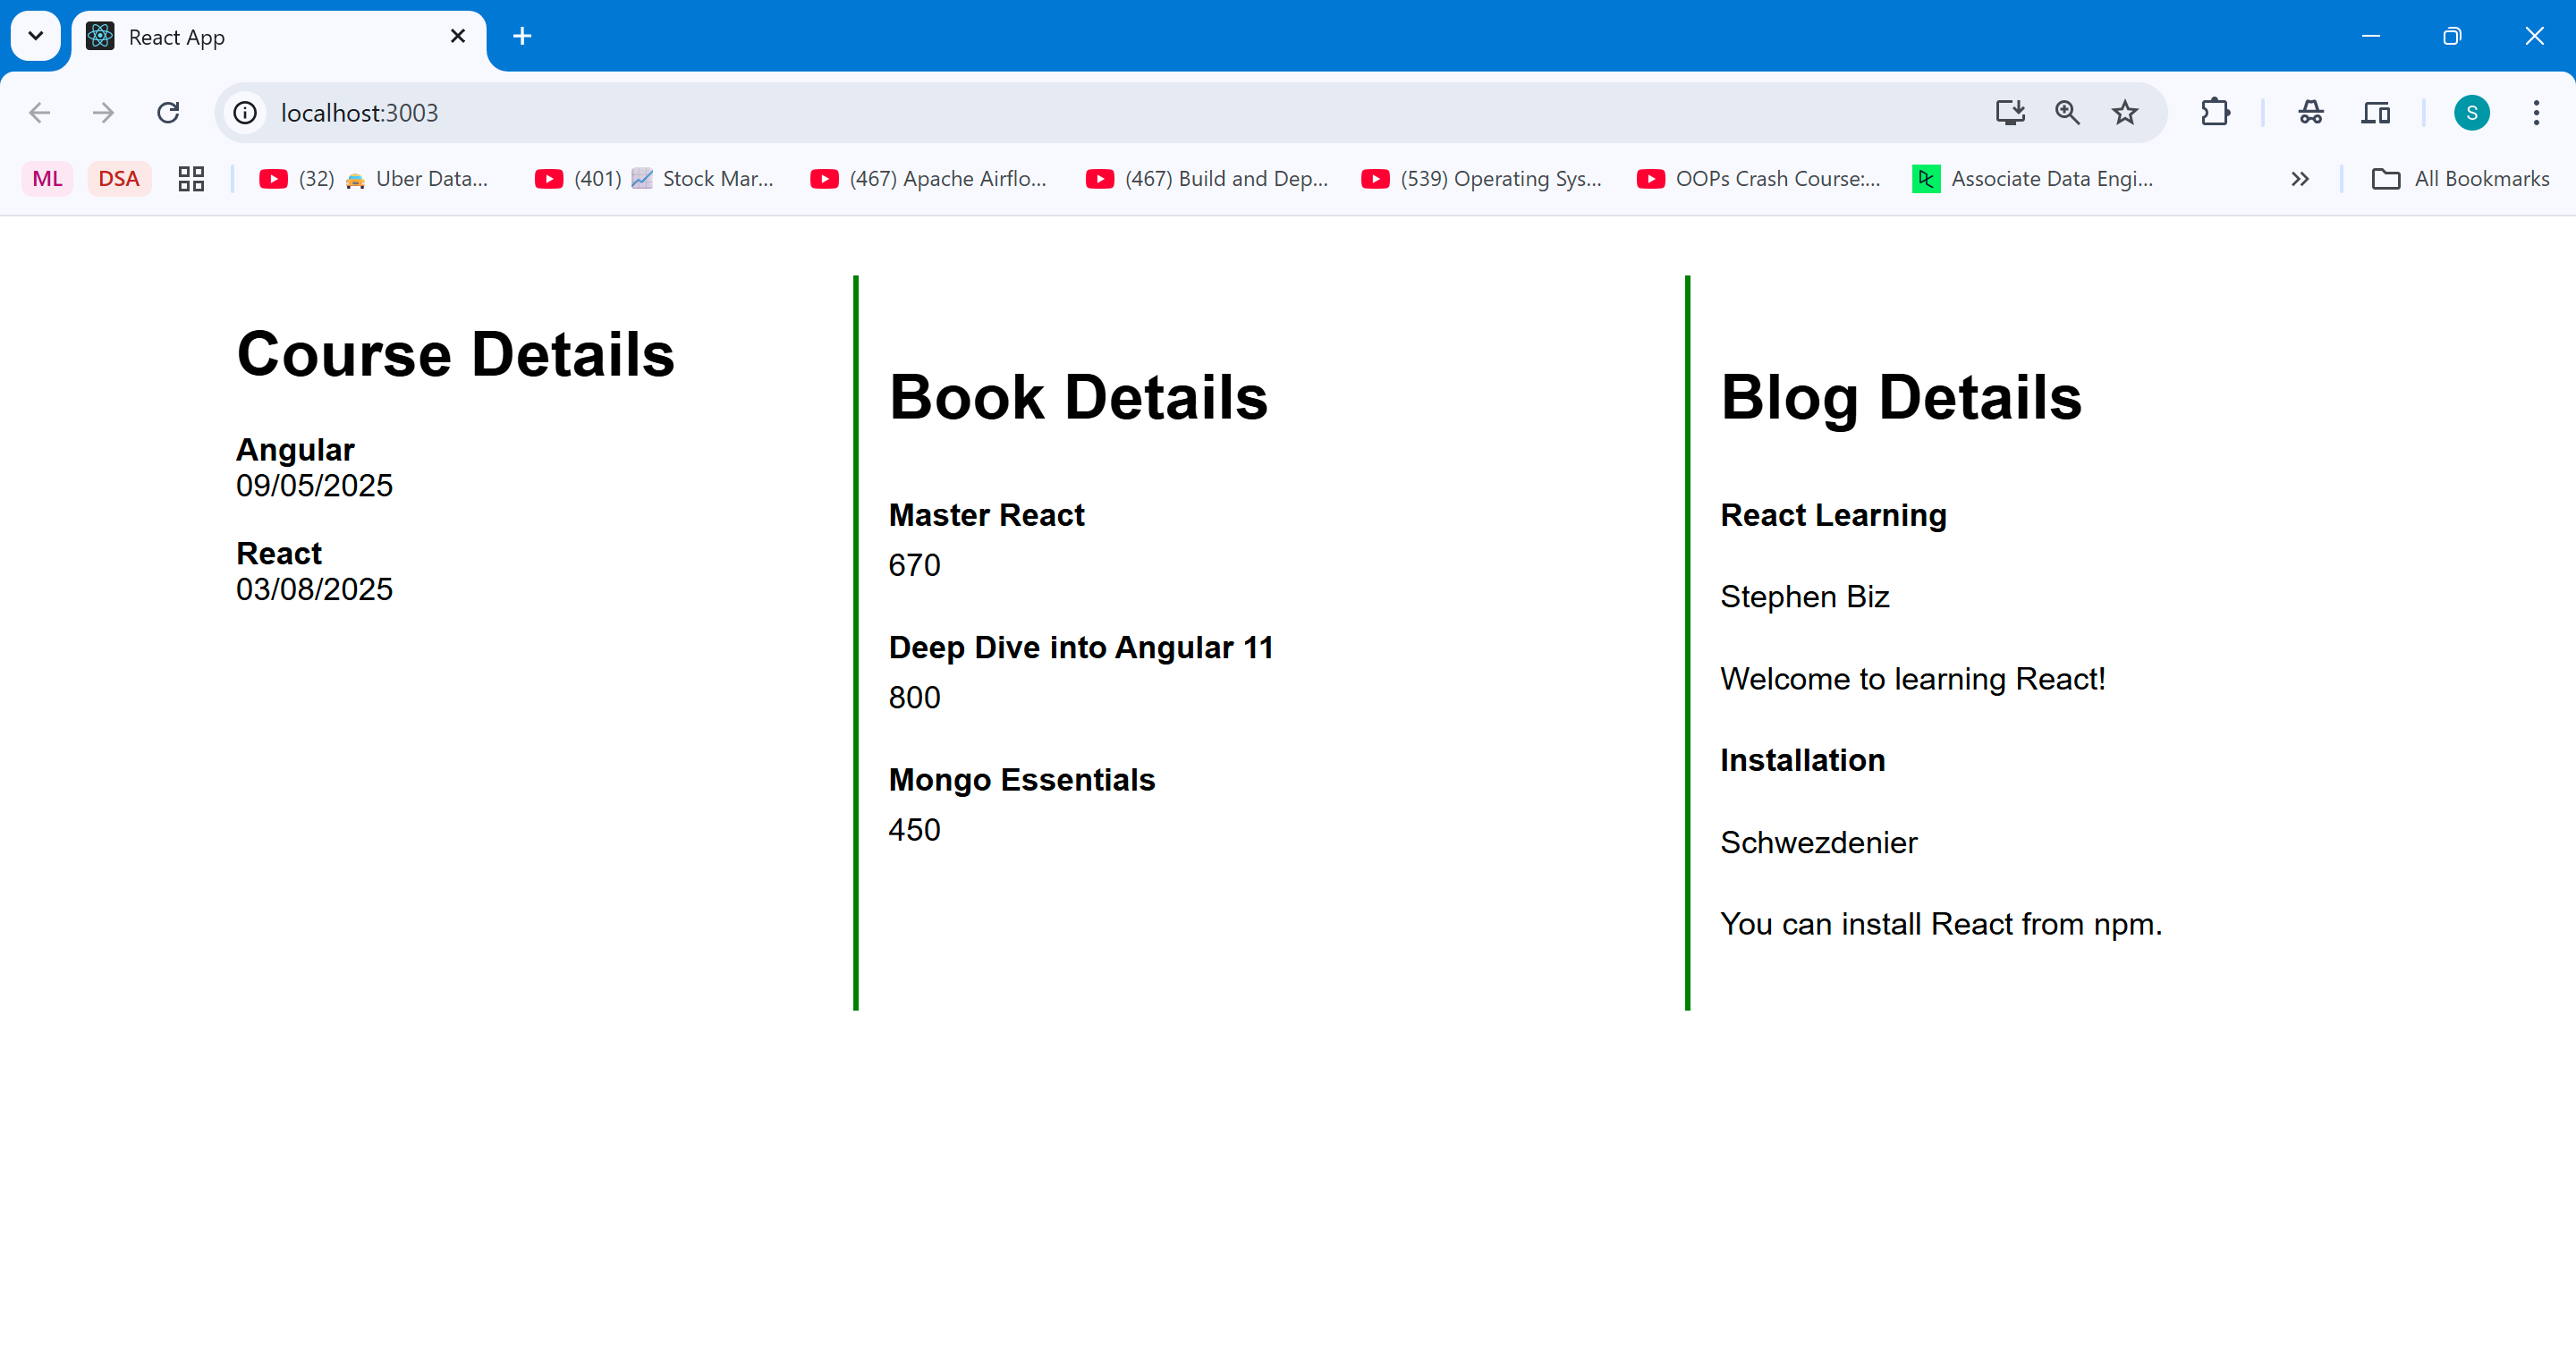 React App
localhost:3003
ML DSA (32) 🚖 Uber Data... (401) 📈 Stock Mar... (467) Apache Airflo... (467) Build and Dep... (539) Operating Sys... OOPs Crash Course:... Associate Data Engi... All Bookmarks
S
Course Details
Angular
09/05/2025
React
03/08/2025
Book Details
Master React
670
Deep Dive into Angular 11
800
Mongo Essentials
450
Blog Details
React Learning
Stephen Biz
Welcome to learning React!
Installation
Schwezdenier
You can install React from npm.